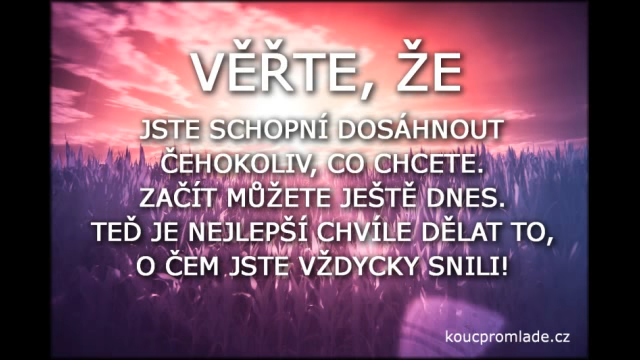 VĚŘTE, ŽE
JSTE SCHOPNÍ DOSÁHNOUT
ČEHOKOLIV, CO CHCETE.
ZAČÍT MŮŽETE JEŠTĚ DNES.
TEĎ JE NEJLEPŠÍ CHVÍLE DĚLAT TO,
O ČEM JSTE VŽDYCKY SNILI!
koucpromlade.cz